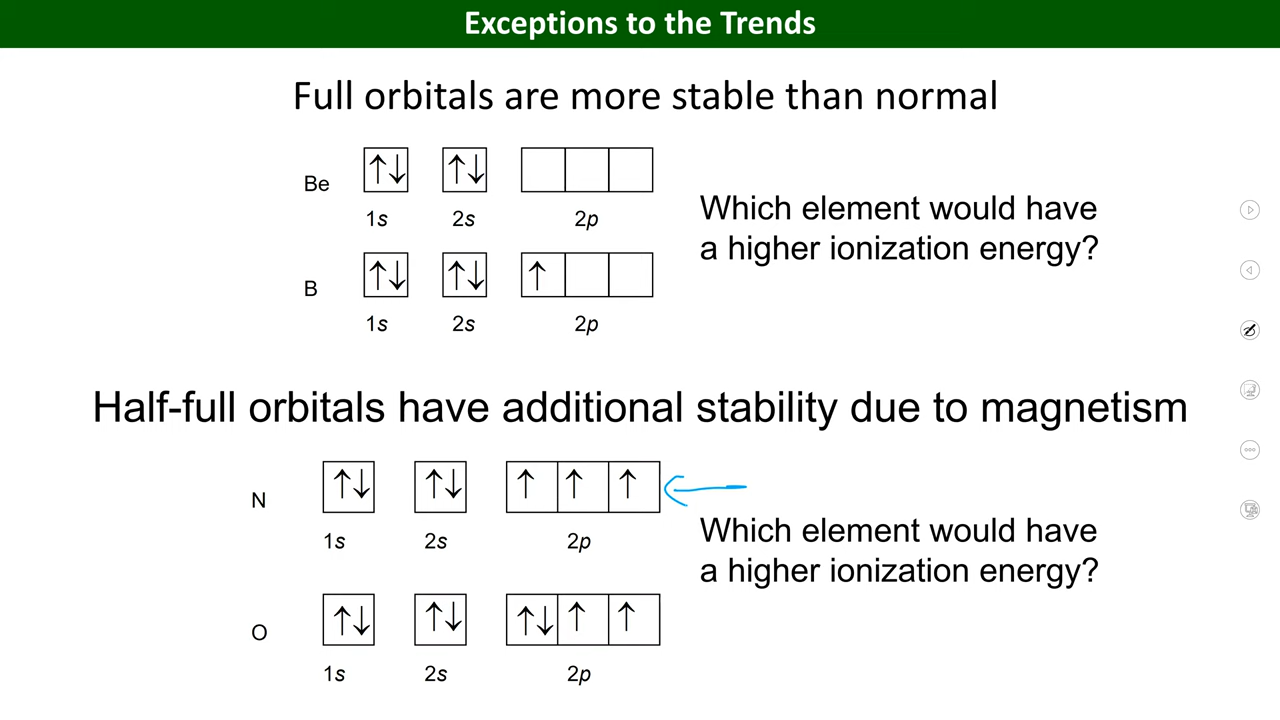 Exceptions to the Trends
Full orbitals are more stable than normal
Be ↑↓ ↑↓
1s 2s 2p
B ↑↓ ↑↓ ↑
1s 2s 2p
Which element would have
a higher ionization energy?
Half-full orbitals have additional stability due to magnetism
N ↑↓ ↑↓ ↑ ↑ ↑
1s 2s 2p
O ↑↓ ↑↓ ↑↓ ↑ ↑
1s 2s 2p
Which element would have
a higher ionization energy?